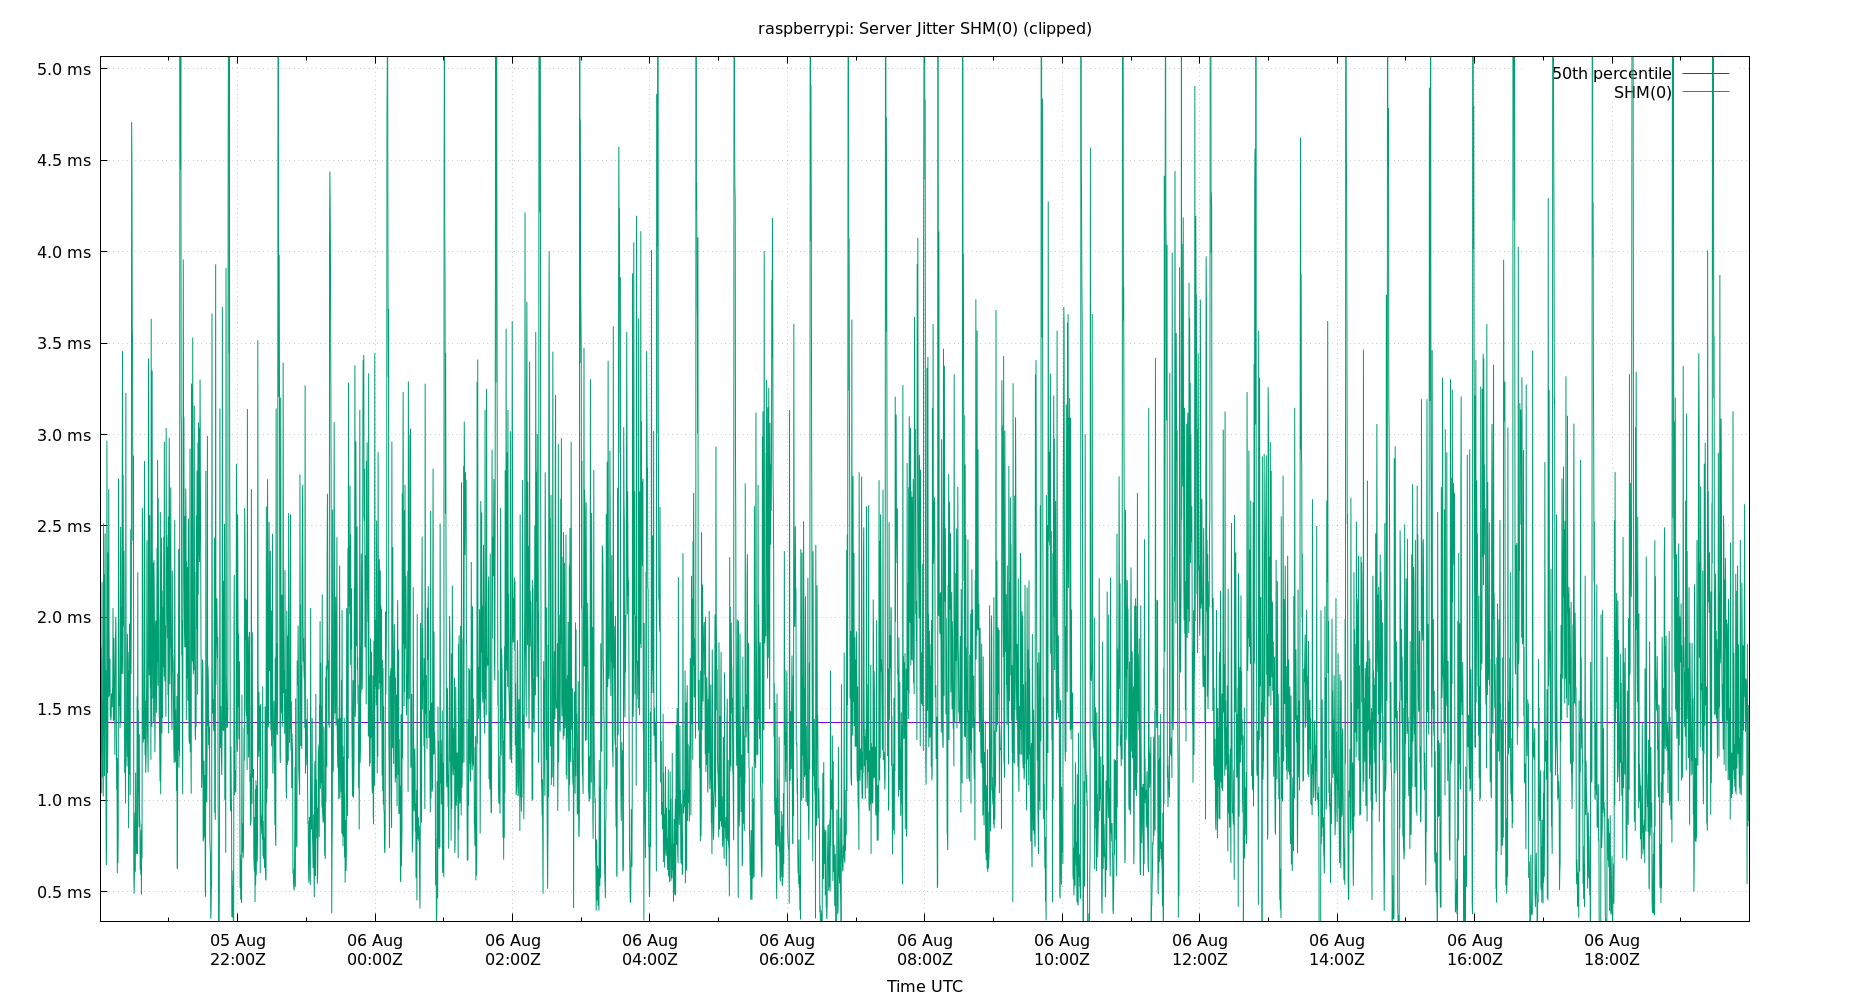 raspberrypi: Server Jitter SHM(0) (clipped)
5.0 ms
50th percentile
SHM(0)
4.5 ms
4.0 ms
3.5 ms
3.0 ms
2.5 ms
2.0 ms
1.5 ms
1.0 ms
0.5 ms
05 Aug 06 Aug 06 Aug 06 Aug 06 Aug 06 Aug 06 Aug 06 Aug 06 Aug 06 Aug 06 Aug
22:00Z 00:00Z 02:00Z 04:00Z 06:00Z 08:00Z 10:00Z 12:00Z 14:00Z 16:00Z 18:00Z
Time UTC